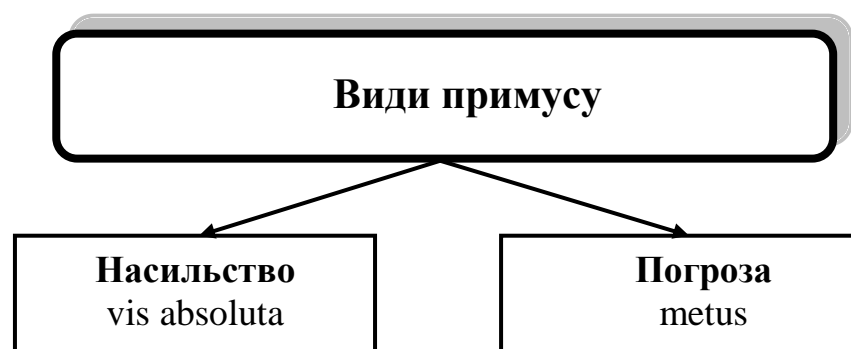 Види примусу
Насильство
vis absoluta
Погроза
metus